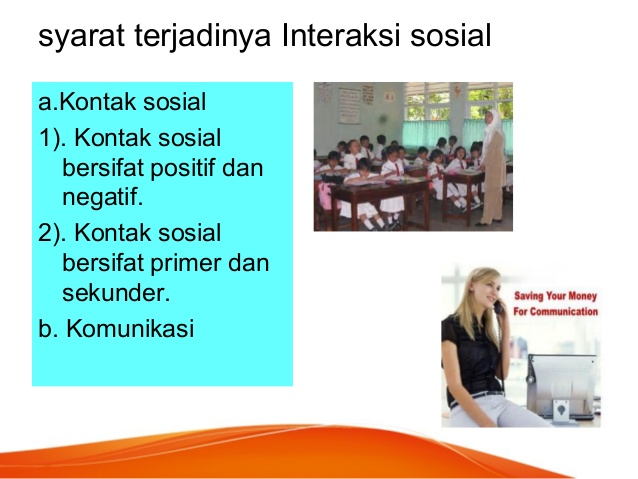 syarat terjadinya Interaksi sosial
a.Kontak sosial
1). Kontak sosial
bersifat positif dan
negatif.
2). Kontak sosial
bersifat primer dan
sekunder.
b. Komunikasi
Saving Your Money
For Communication